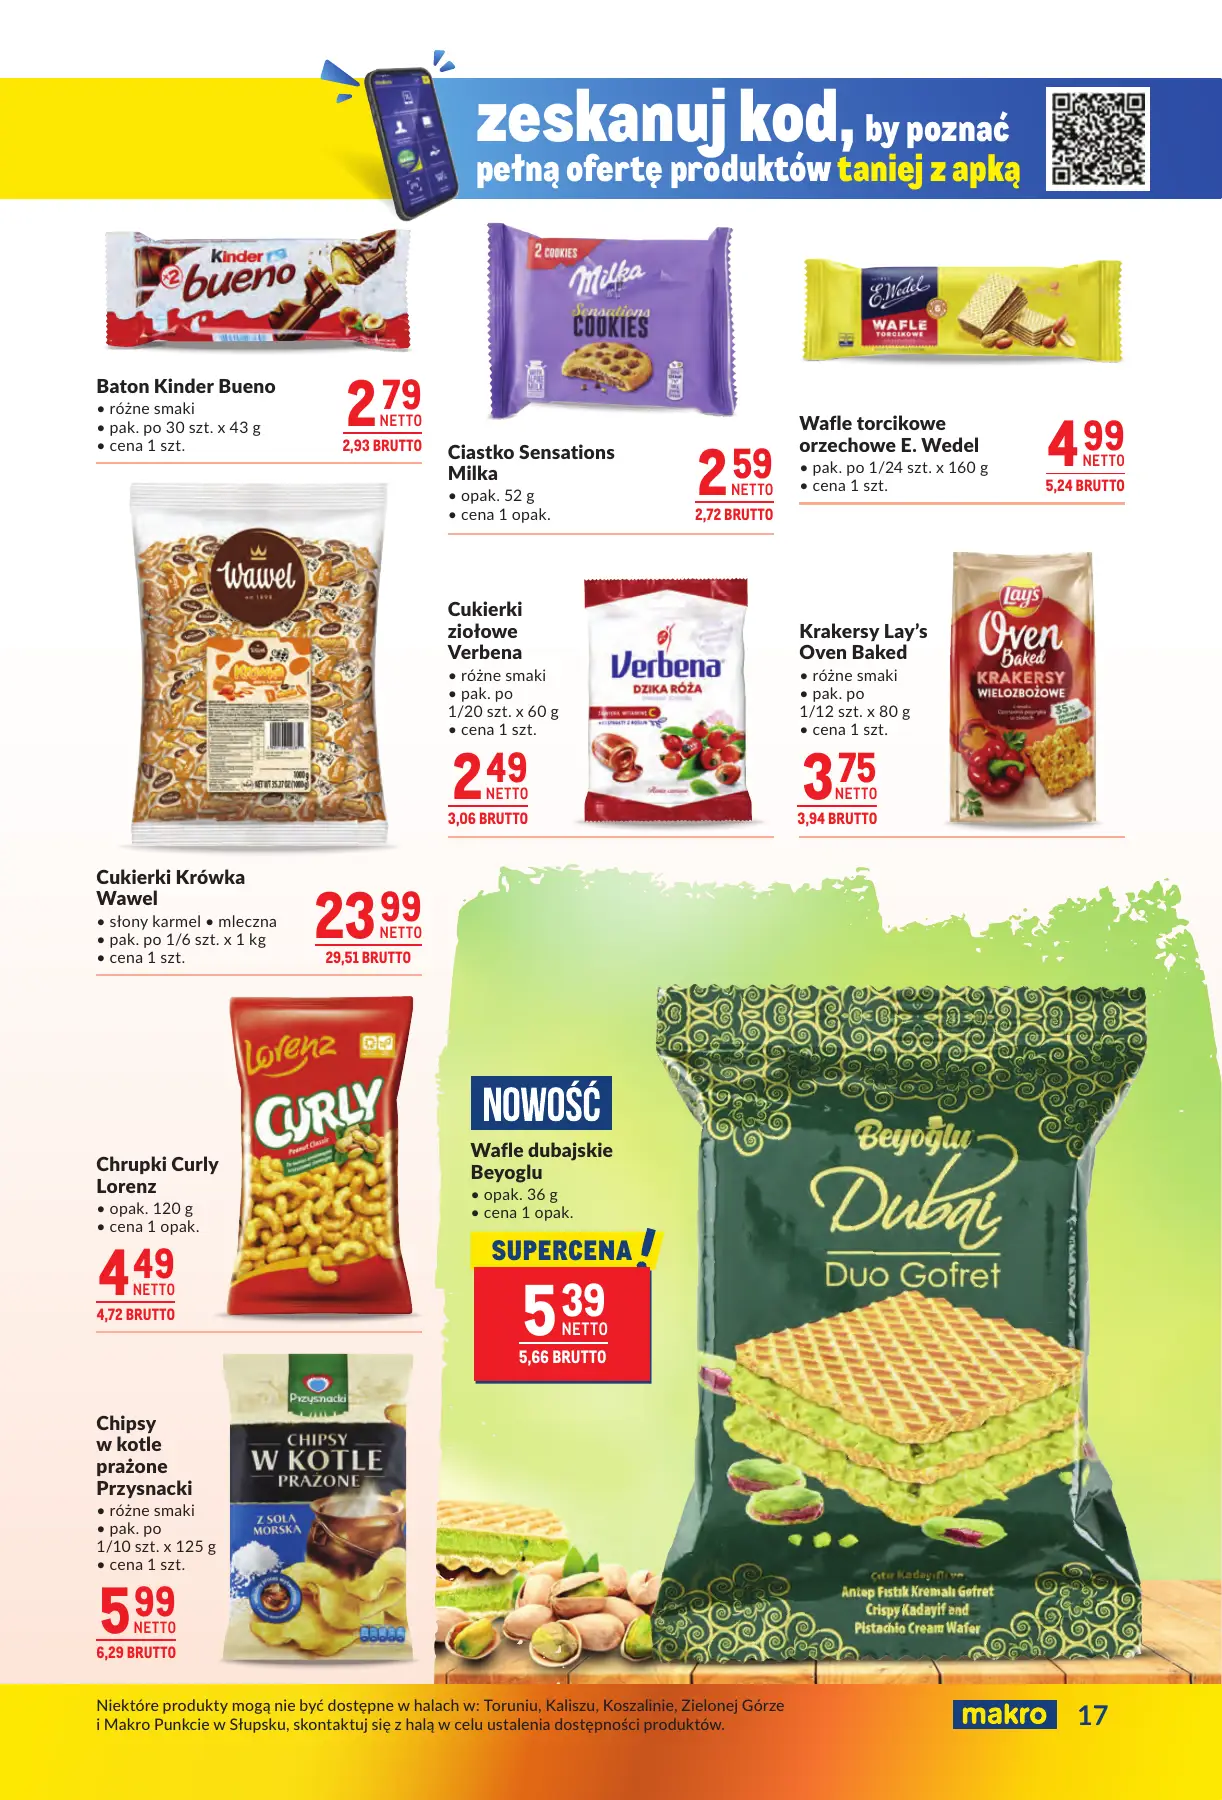 zeskanuj kod, by poznać
pełną ofertę produktów taniej z apką
Kinder
bueno
x2
Baton Kinder Bueno
• różne smaki
• pak. po 30 szt. x 43 g
• cena 1 szt.
2 79
NETTO
2,93 BRUTTO
2 COOKIES
Milka
Sensations
COOKIES
Ciastko Sensations
Milka
• opak. 52 g
• cena 1 opak.
2 59
NETTO
2,72 BRUTTO
E. Wedel
WAFLE
TORCIKOWE
Wafle torcikowe
orzechowe E. Wedel
• pak. po 1/24 szt. x 160 g
• cena 1 szt.
4 99
NETTO
5,24 BRUTTO
Wawel
1000 g
NET WT 35.27 OZ (1000 g)
Cukierki Krówka
Wawel
• słony karmel • mleczna
• pak. po 1/6 szt. x 1 kg
• cena 1 szt.
23 99
NETTO
29,51 BRUTTO
Cukierki
ziołowe
Verbena
• różne smaki
• pak. po
1/20 szt. x 60 g
• cena 1 szt.
2 49
NETTO
3,06 BRUTTO
Verbena
DZIKA RÓŻA
Krakersy Lay’s
Oven Baked
• różne smaki
• pak. po
1/12 szt. x 80 g
• cena 1 szt.
3 75
NETTO
3,94 BRUTTO
Lay's
Oven
Baked
KRAKERSY
WIELOZBOŻOWE
35%
Lorenz
CURLY
Peanut Classic
Chrupki Curly
Lorenz
• opak. 120 g
• cena 1 opak.
4 49
NETTO
4,72 BRUTTO
Chipsy
w kotle
prażone
Przysnacki
• różne smaki
• pak. po
1/10 szt. x 125 g
• cena 1 szt.
5 99
NETTO
6,29 BRUTTO
Przysnacki
CHIPSY
W KOTLE
PRAŻONE
Z SOLĄ
MORSKĄ
NOWOŚĆ
Wafle dubajskie
Beyoglu
• opak. 36 g
• cena 1 opak.
SUPERCENA!
5 39
NETTO
5,66 BRUTTO
Beyoğlu
Dubai
Duo Gofret
Antep Fıstık Kremalı Gofret
Crispy Kadayif and
Pistachio Cream Wafer
Niektóre produkty mogą nie być dostępne w halach w: Toruniu, Kaliszu, Koszalinie, Zielonej Górze
i Makro Punkcie w Słupsku, skontaktuj się z halą w celu ustalenia dostępności produktów.
makro 17